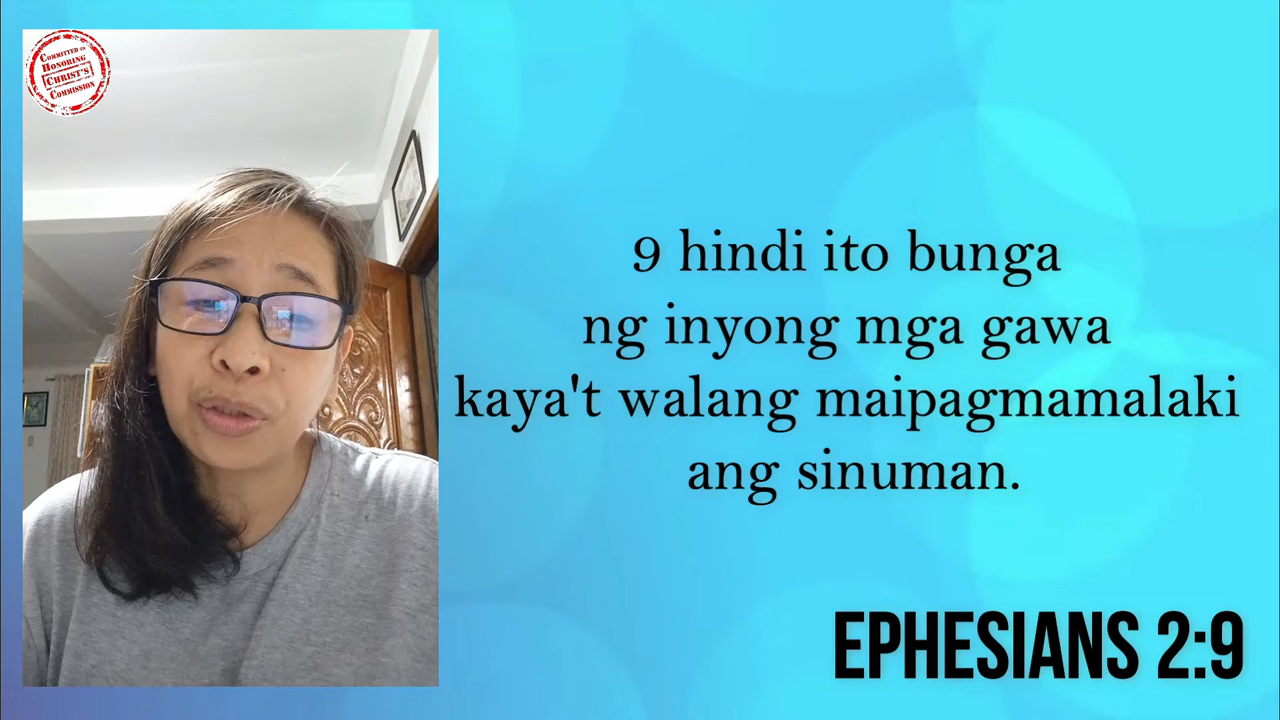 COMMITTED TO
HONORING
CHRIST'S
COMMISSION
9 hindi ito bunga
ng inyong mga gawa
kaya't walang maipagmamalaki
ang sinuman.
EPHESIANS 2:9